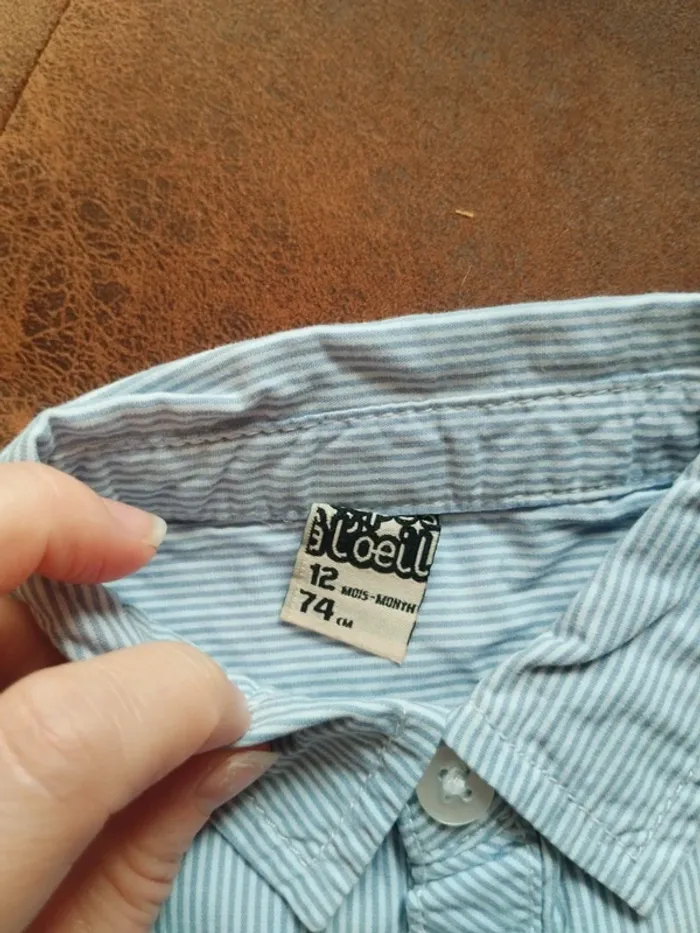 à l'oeil
12 MOIS-MONTH
74 CM